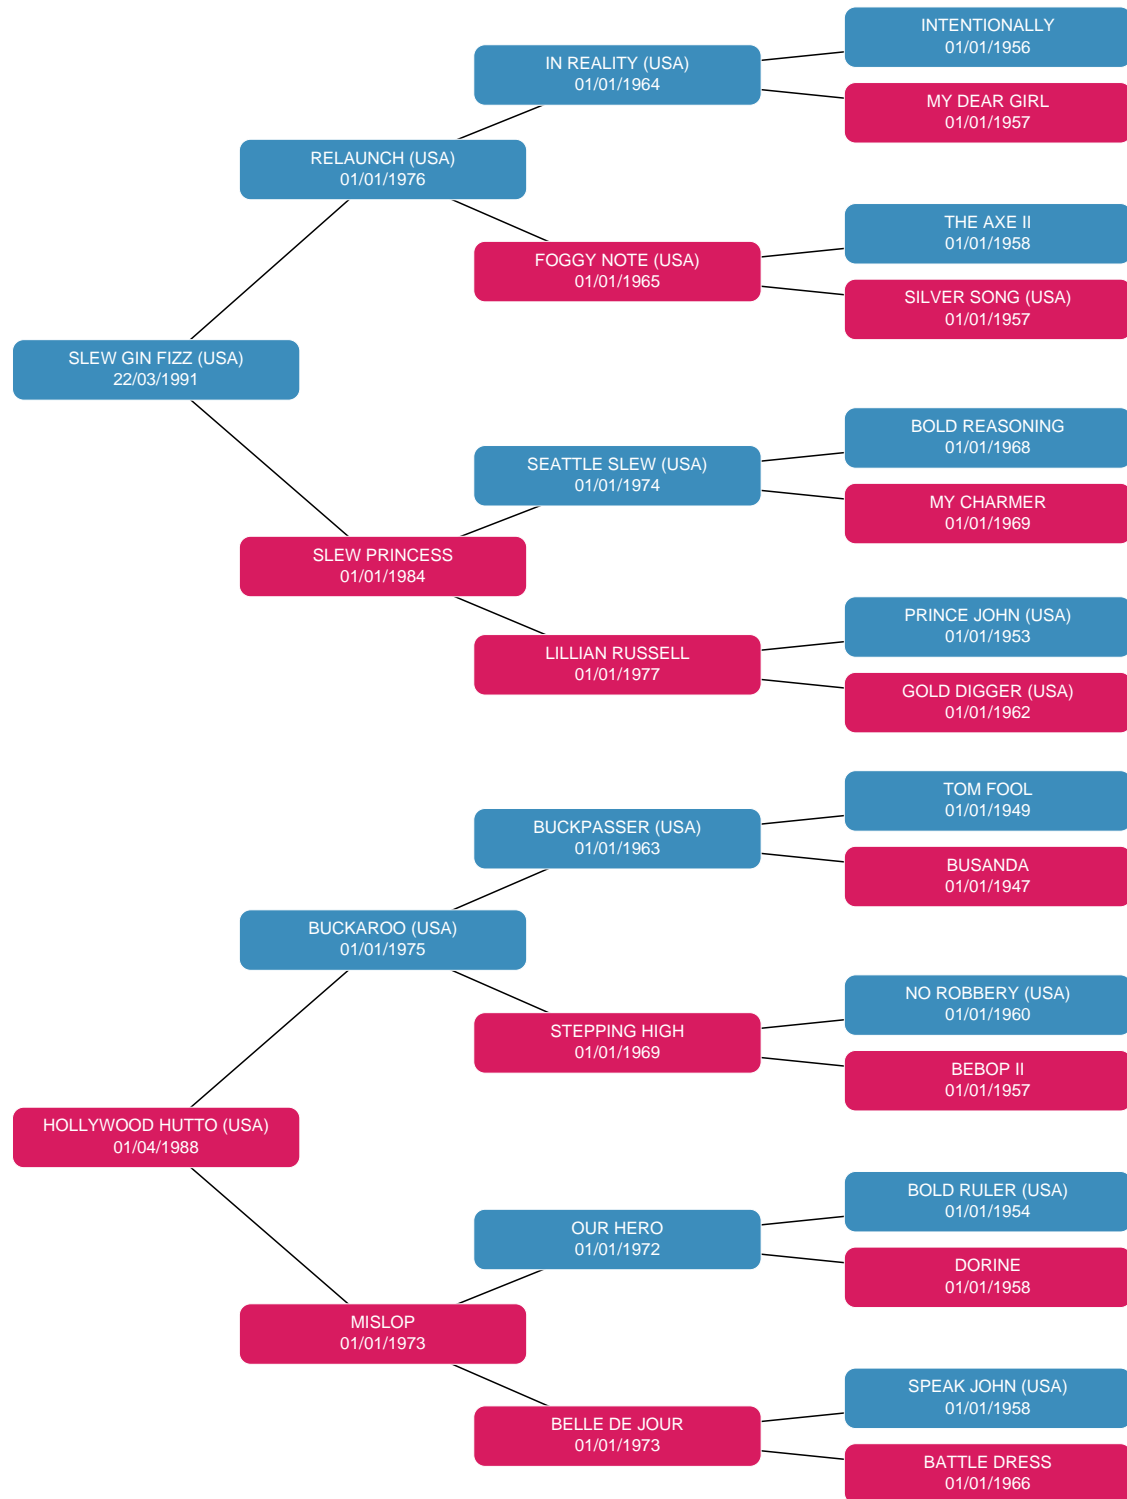 INTENTIONALLY
01/01/1956
IN REALITY (USA)
01/01/1964
MY DEAR GIRL
01/01/1957
RELAUNCH (USA)
01/01/1976
THE AXE II
01/01/1958
FOGGY NOTE (USA)
01/01/1965
SILVER SONG (USA)
01/01/1957
SLEW GIN FIZZ (USA)
22/03/1991
BOLD REASONING
01/01/1968
SEATTLE SLEW (USA)
01/01/1974
MY CHARMER
01/01/1969
SLEW PRINCESS
01/01/1984
PRINCE JOHN (USA)
01/01/1953
LILLIAN RUSSELL
01/01/1977
GOLD DIGGER (USA)
01/01/1962
TOM FOOL
01/01/1949
BUCKPASSER (USA)
01/01/1963
BUSANDA
01/01/1947
BUCKAROO (USA)
01/01/1975
NO ROBBERY (USA)
01/01/1960
STEPPING HIGH
01/01/1969
BEBOP II
01/01/1957
HOLLYWOOD HUTTO (USA)
01/04/1988
BOLD RULER (USA)
01/01/1954
OUR HERO
01/01/1972
DORINE
01/01/1958
MISLOP
01/01/1973
SPEAK JOHN (USA)
01/01/1958
BELLE DE JOUR
01/01/1973
BATTLE DRESS
01/01/1966